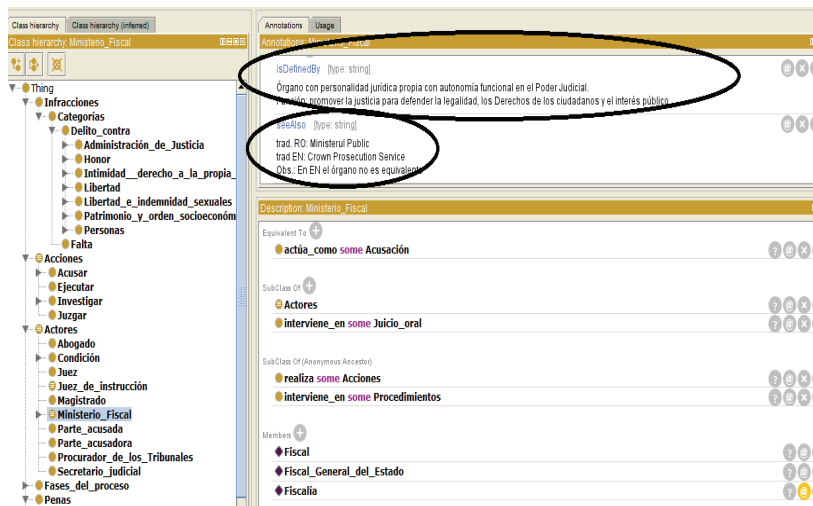 Class hierarchy
Class hierarchy (inferred)
Class hierarchy: Ministerio_Fiscal
Thing
Infracciones
Categorías
Delito_contra
Administración_de_Justicia
Honor
Intimidad__derecho_a_la_propia_
Libertad
Libertad_e_indemnidad_sexuales
Patrimonio_y_orden_socioeconóm
Personas
Falta
Acciones
Acusar
Ejecutar
Investigar
Juzgar
Actores
Abogado
Condición
Juez
Juez_de_instrucción
Magistrado
Ministerio_Fiscal
Parte_acusada
Parte_acusadora
Procurador_de_los_Tribunales
Secretario_judicial
Fases_del_proceso
Penas
Annotations
Usage
Annotations: Ministerio_Fiscal
isDefinedBy [type: string]
Órgano con personalidad jurídica propia con autonomía funcional en el Poder Judicial.
Función: promover la justicia para defender la legalidad, los Derechos de los ciudadanos y el interés público
seeAlso [type: string]
trad. RO: Ministerul Public
trad EN: Crown Prosecution Service
Obs.: En EN el órgano no es equivalente
Description: Ministerio_Fiscal
Equivalent To
actúa_como some Acusación
SubClass Of
Actores
interviene_en some Juicio_oral
SubClass Of (Anonymous Ancestor)
realiza some Acciones
interviene_en some Procedimientos
Members
Fiscal
Fiscal_General_del_Estado
Fiscalía